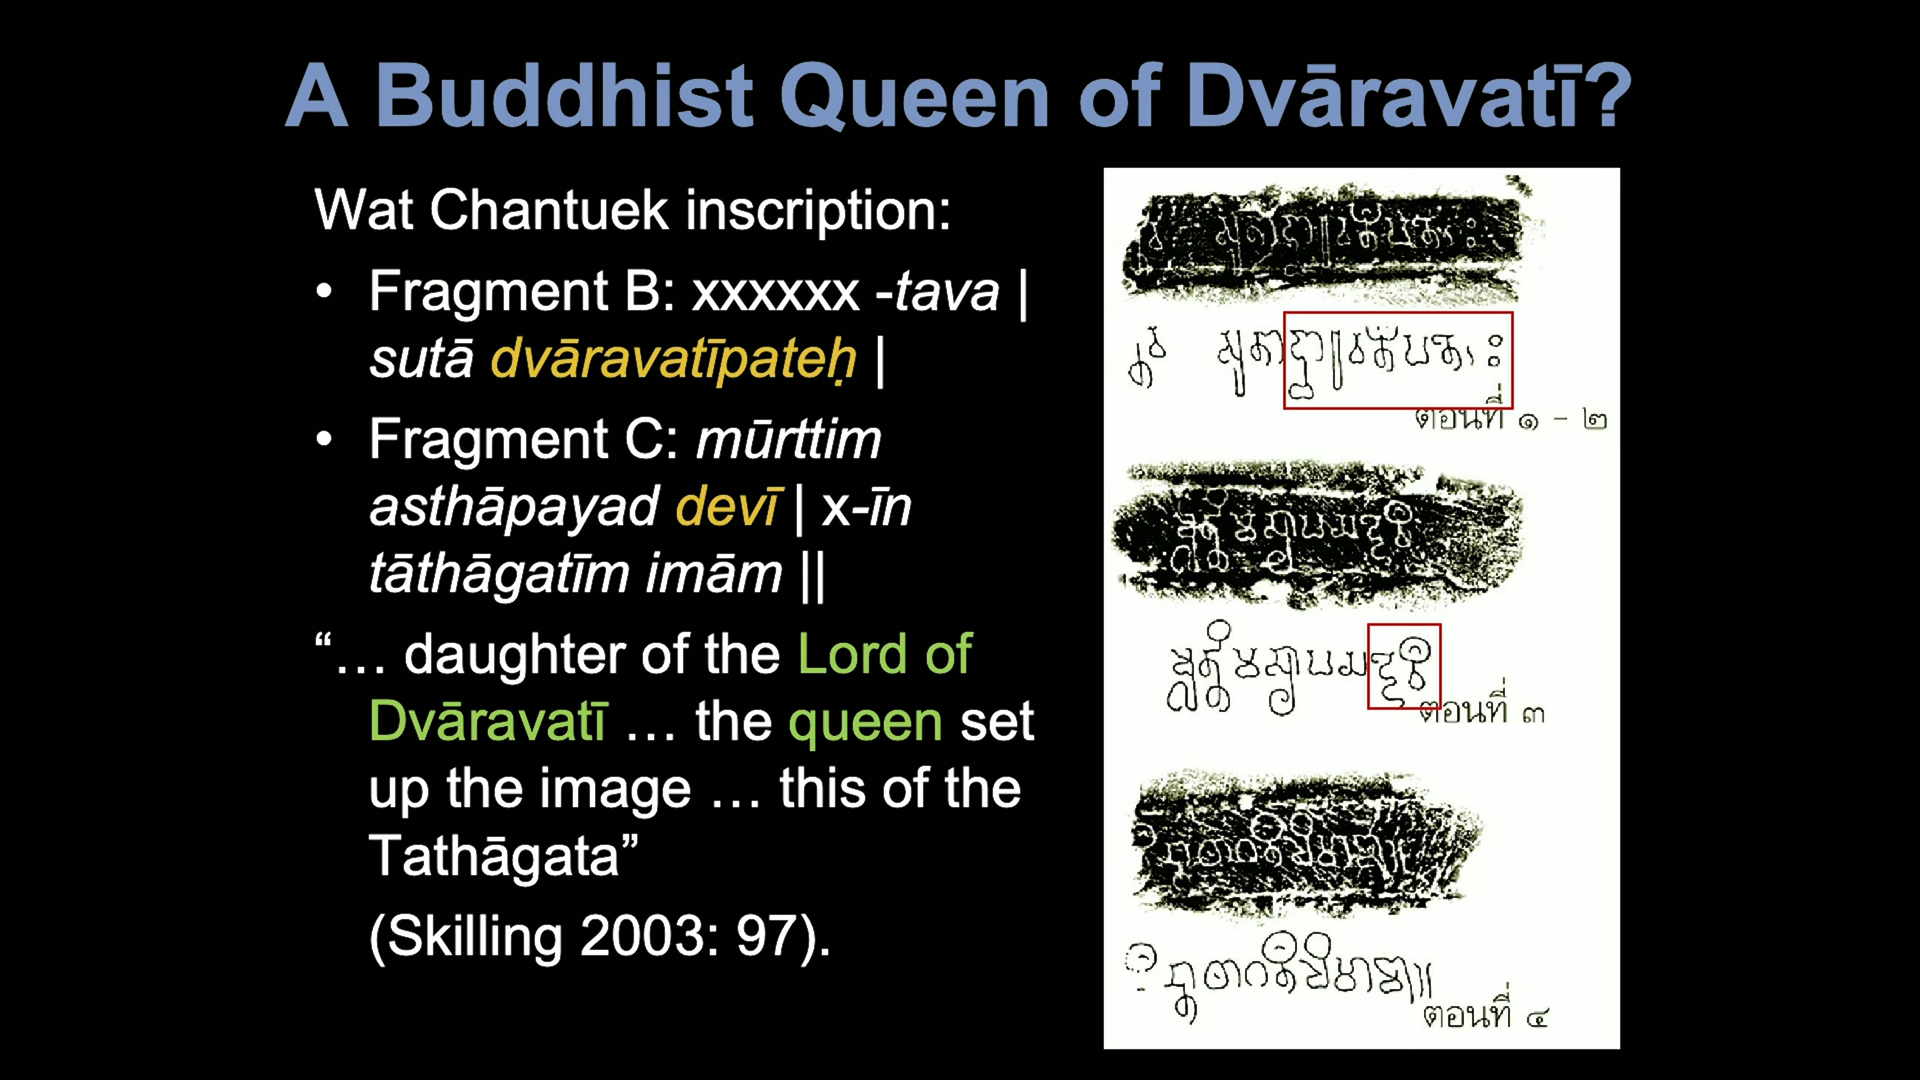 A Buddhist Queen of Dvāravatī?
Wat Chantuek inscription:
• Fragment B: xxxxxx -tava |
sutā dvāravatīpateḥ |
• Fragment C: mūrttim
asthāpayad devī | x-īn
tāthāgatīm imām ||
“… daughter of the Lord of
Dvāravatī … the queen set
up the image … this of the
Tathāgata”
(Skilling 2003: 97).
ตอนที่ ๑ - ๒
ตอนที่ ๓
ตอนที่ ๔